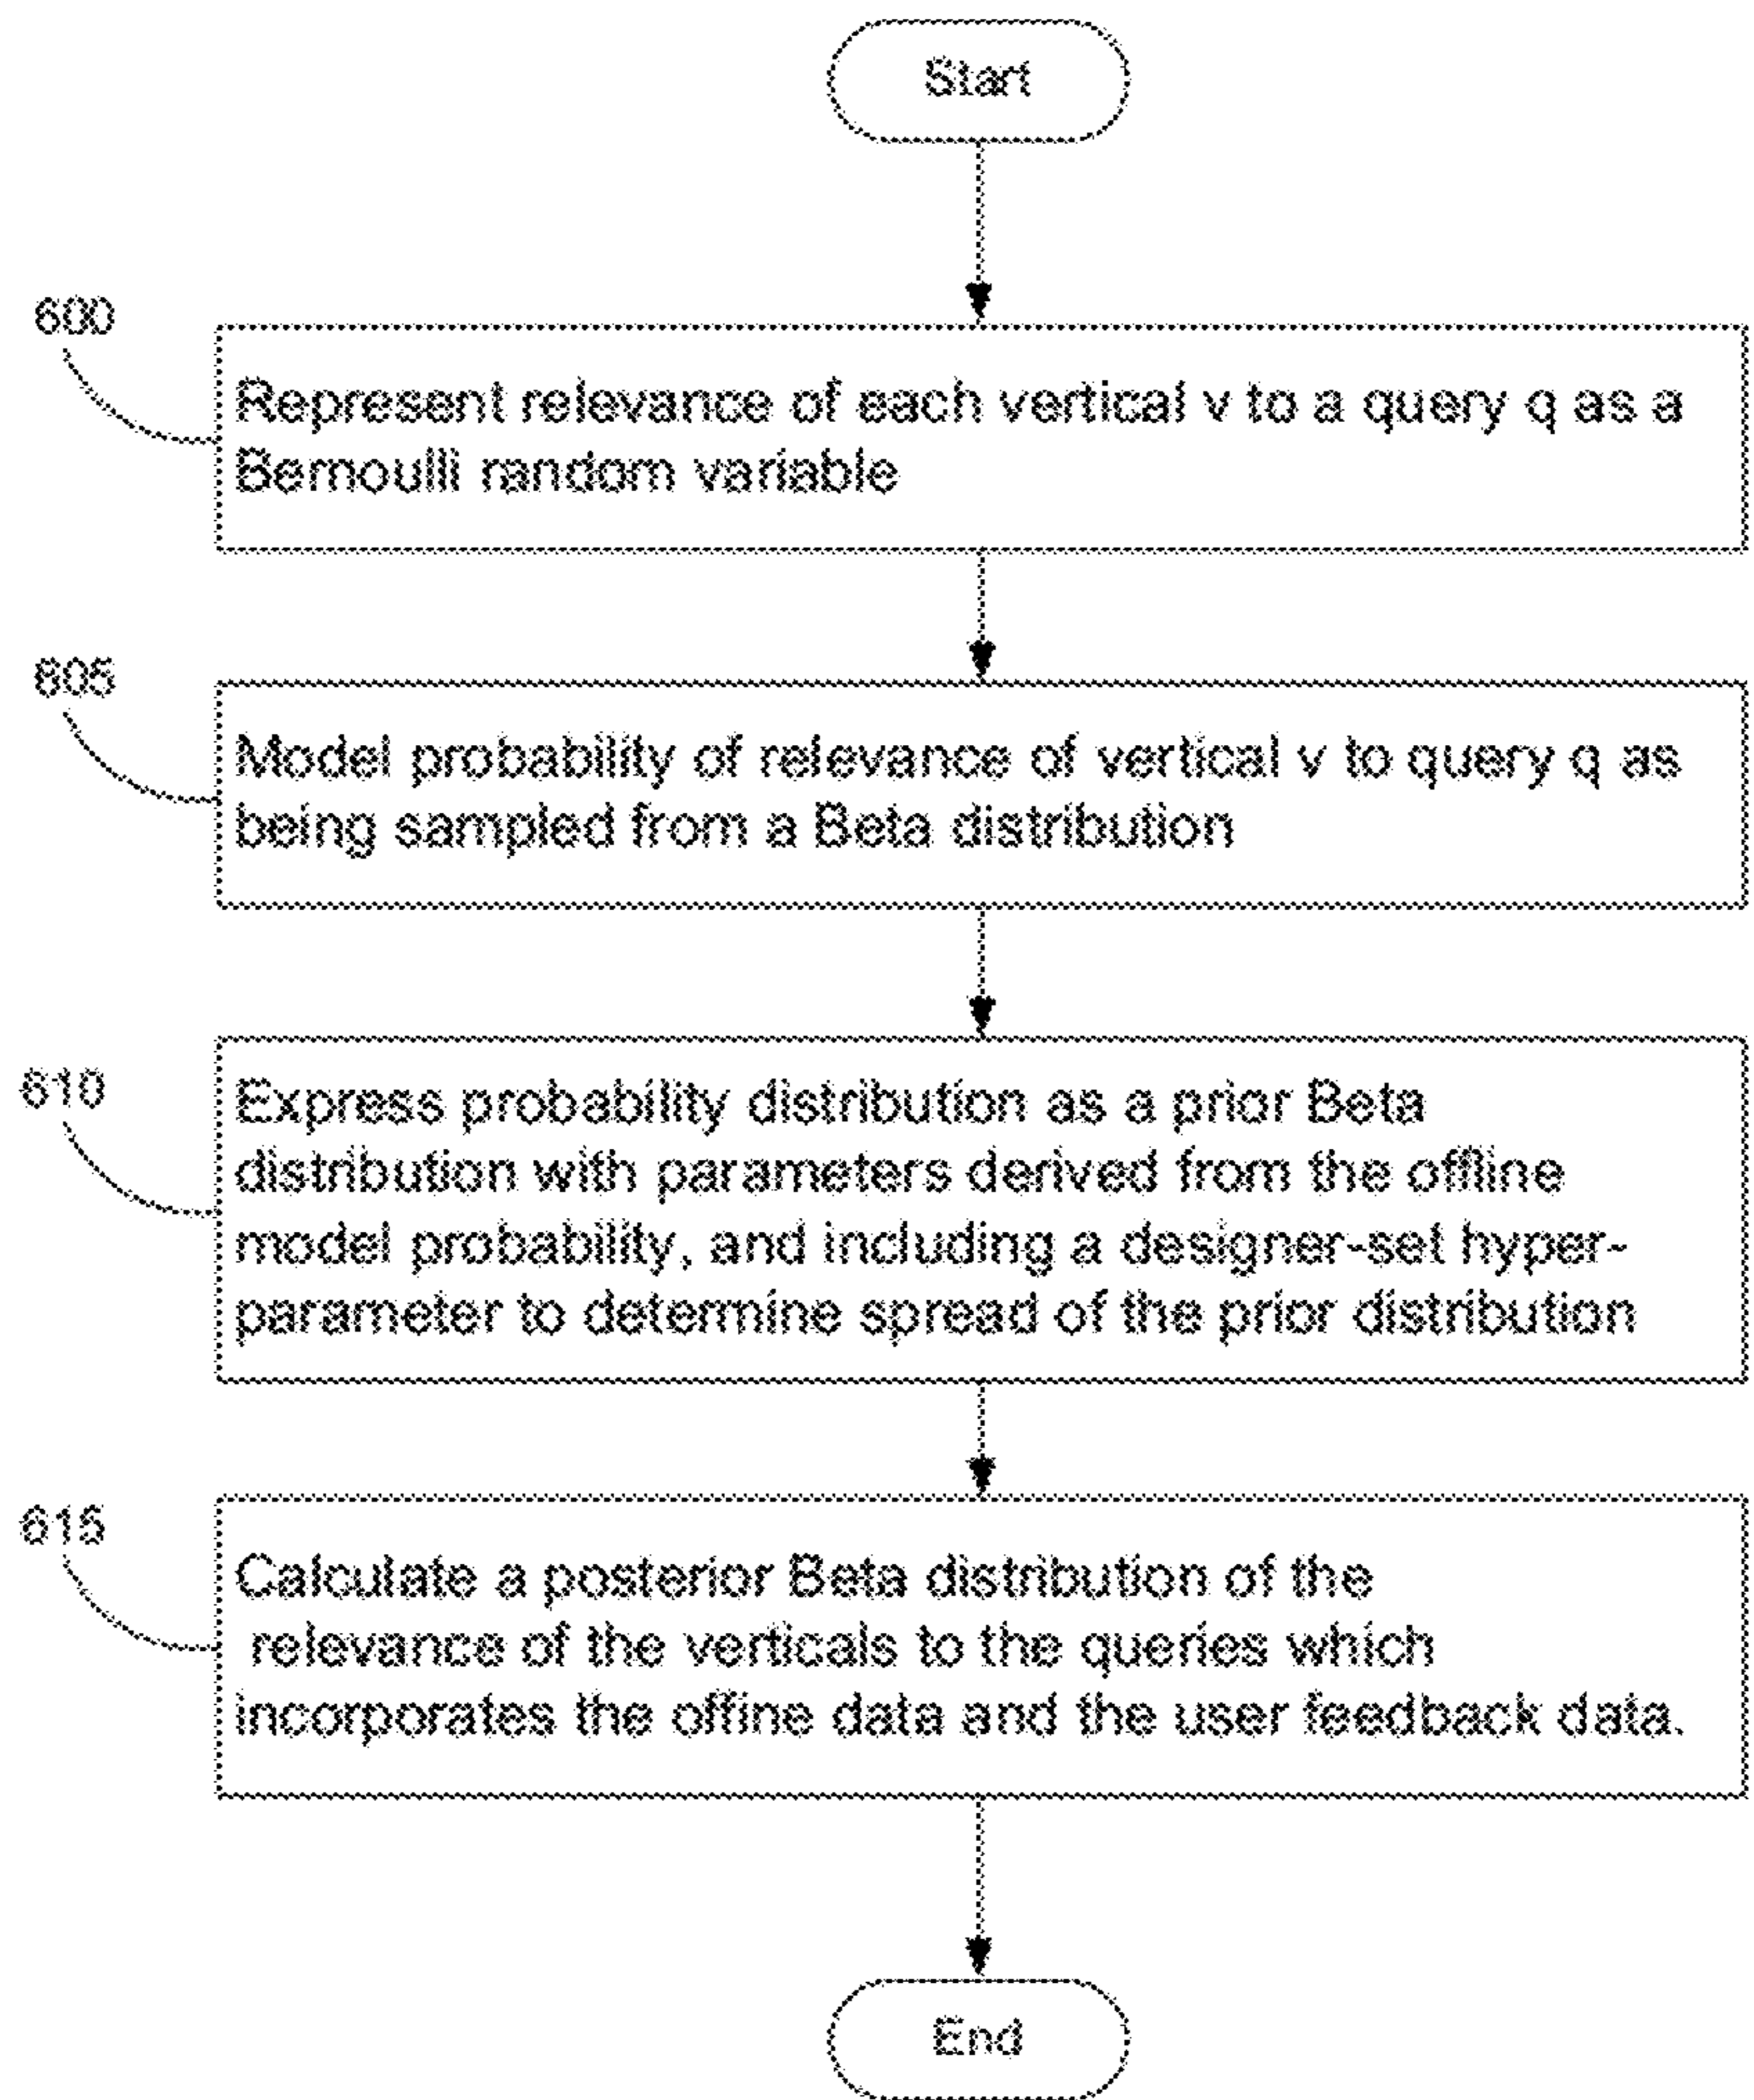 Start
600
Represent relevance of each vertical v to a query q as a
Bernoulli random variable
605
Model probability of relevance of vertical v to query q as
being sampled from a Beta distribution
610
Express probability distribution as a prior Beta
distribution with parameters derived from the offline
model probability, and including a designer-set hyper-
parameter to determine spread of the prior distribution
615
Calculate a posterior Beta distribution of the
relevance of the verticals to the queries which
incorporates the offine data and the user feedback data.
End